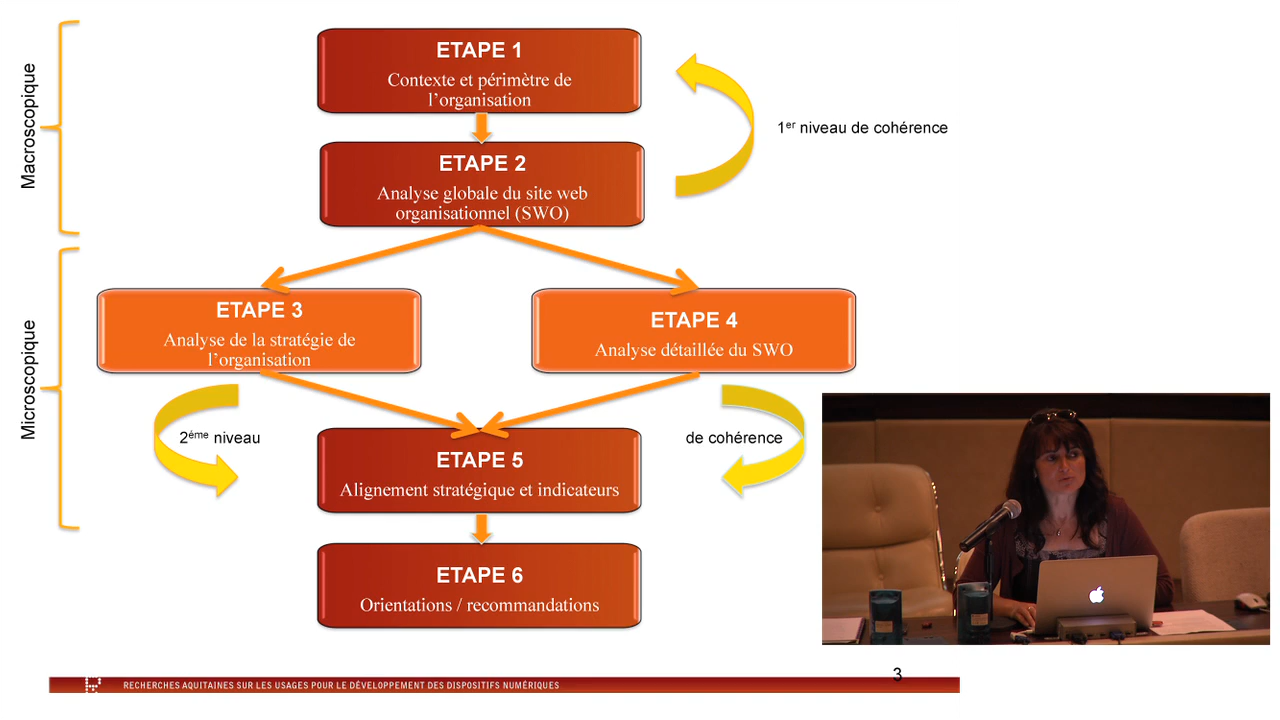 Macroscopique
ETAPE 1
Contexte et périmètre de
l'organisation
1er niveau de cohérence
ETAPE 2
Analyse globale du site web
organisationnel (SWO)
Microscopique
ETAPE 3
Analyse de la stratégie de
l'organisation
ETAPE 4
Analyse détaillée du SWO
2ème niveau
de cohérence
ETAPE 5
Alignement stratégique et indicateurs
ETAPE 6
Orientations / recommandations
3
RECHERCHES AQUITAINES SUR LES USAGES POUR LE DÉVELOPPEMENT DES DISPOSITIFS NUMÉRIQUES